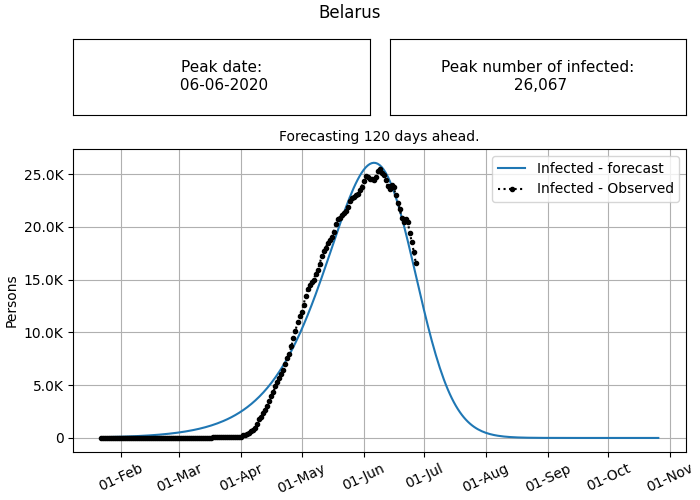 Belarus
Peak date:
06-06-2020
Peak number of infected:
26,067
Forecasting 120 days ahead.
Infected - forecast
Infected - Observed
Persons
25.0K
20.0K
15.0K
10.0K
5.0K
0
01-Feb
01-Mar
01-Apr
01-May
01-Jun
01-Jul
01-Aug
01-Sep
01-Oct
01-Nov